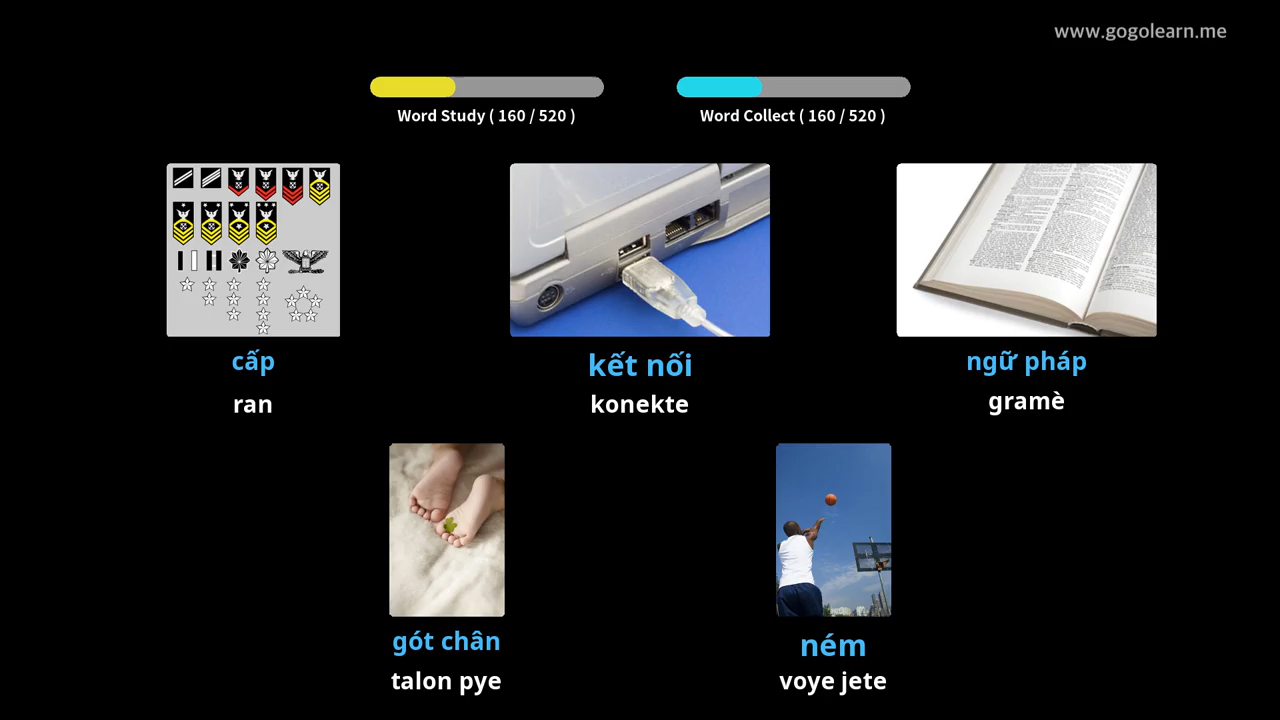 www.gogolearn.me
Word Study ( 160 / 520 )
Word Collect ( 160 / 520 )
cấp
ran
kết nối
konekte
ngữ pháp
gramè
gót chân
talon pye
ném
voye jete